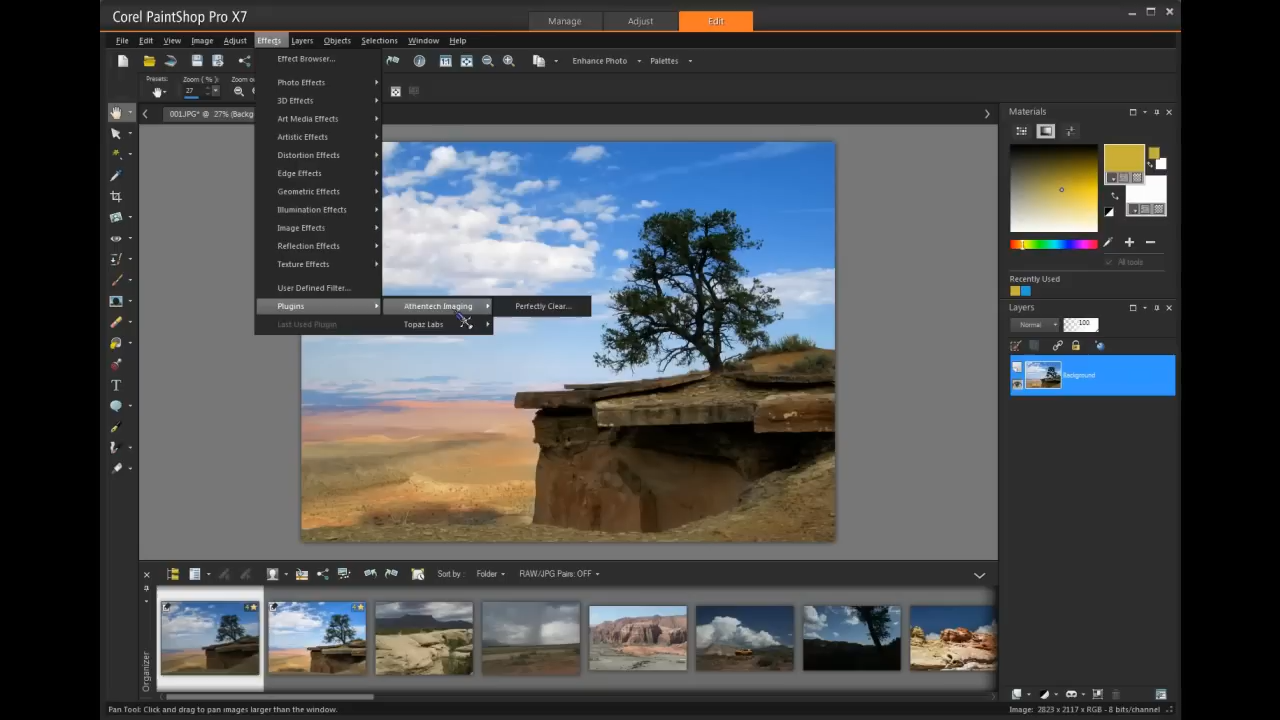 Corel PaintShop Pro X7
Manage
Adjust
Edit
File Edit View Image Adjust Effects Layers Objects Selections Window Help
Enhance Photo
Palettes
Presets:
Zoom ( % ):
27
001.JPG* @ 27% (Backg
Effect Browser...
Photo Effects
3D Effects
Art Media Effects
Artistic Effects
Distortion Effects
Edge Effects
Geometric Effects
Illumination Effects
Image Effects
Reflection Effects
Texture Effects
User Defined Filter...
Plugins
Last Used Plugin
Athentech Imaging
Topaz Labs
Perfectly Clear...
Materials
All tools
Recently Used
Layers
Normal
100
Background
Sort by :
Folder
RAW/JPG Pairs: OFF
Organizer
4
4
Pan Tool: Click and drag to pan images larger than the window.
Image: 2823 x 2117 x RGB - 8 bits/channel